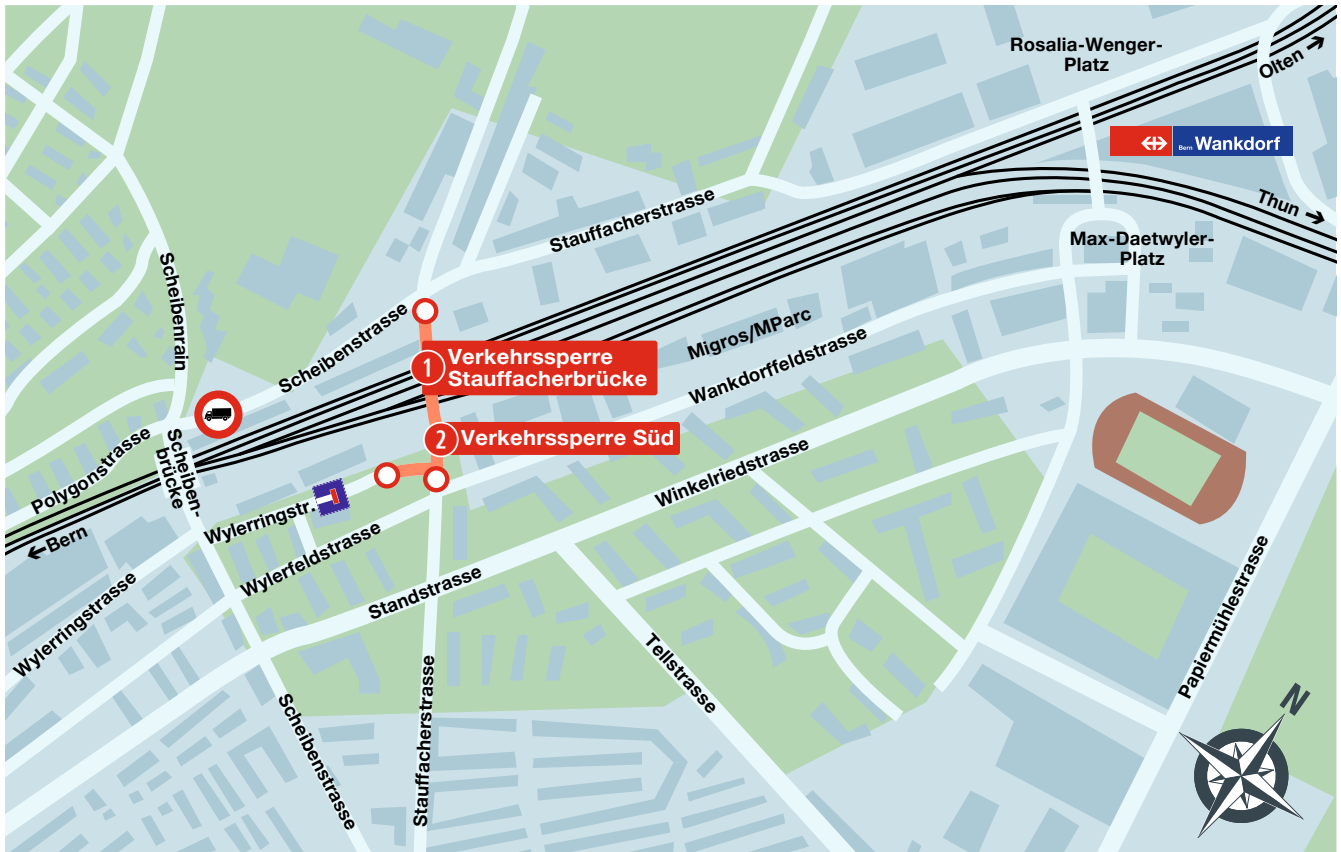 Rosalia-Wenger-
Platz
Olten
Bern Wankdorf
Thun
Stauffacherstrasse
Max-Daetwyler-
Platz
Scheibenrain
Scheibenstrasse
Migros/MParc
1
Verkehrssperre
Stauffacherbrücke
Wankdorffeldstrasse
2
Verkehrssperre Süd
Polygonstrasse
Scheiben-
brücke
Winkelriedstrasse
Bern
Wylerringstr.
Wylerfeldstrasse
Standstrasse
Wylerringstrasse
Tellstrasse
Papiermühlestrasse
Stauffacherstrasse
Scheibenstrasse
N